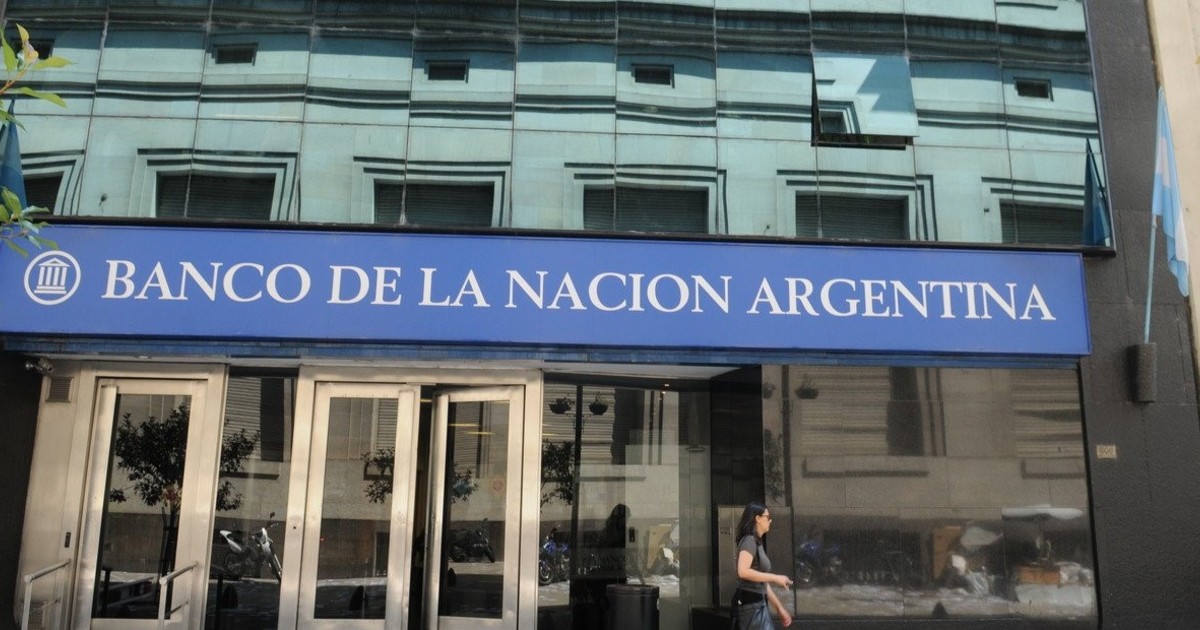 BANCO DE LA NACION ARGENTINA